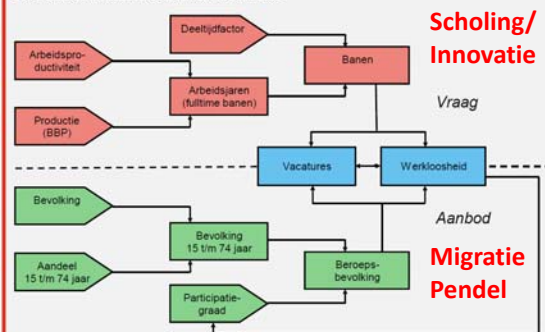 Scholing/
Innovatie
Deeltijdfactor
Arbeidspro-
ductiviteit
Banen
Arbeidsjaren
(fulltime banen)
Vraag
Productie
(BBP)
Vacatures
Werkloosheid
Bevolking
Aanbod
Bevolking
15 t/m 74 jaar
Aandeel
15 t/m 74 jaar
Beroeps-
bevolking
Migratie
Pendel
Participatie-
graad